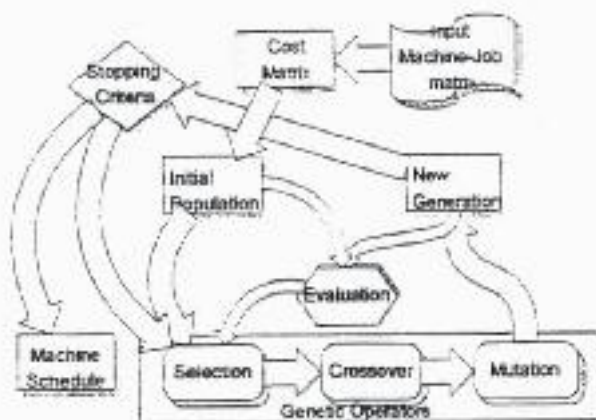 Input
Machine-Job
matrix
Cost
Matrix
Stopping
Criteria
Initial
Population
New
Generation
Evaluation
Machine
Schedule
Selection
Crossover
Mutation
Genetic Operators